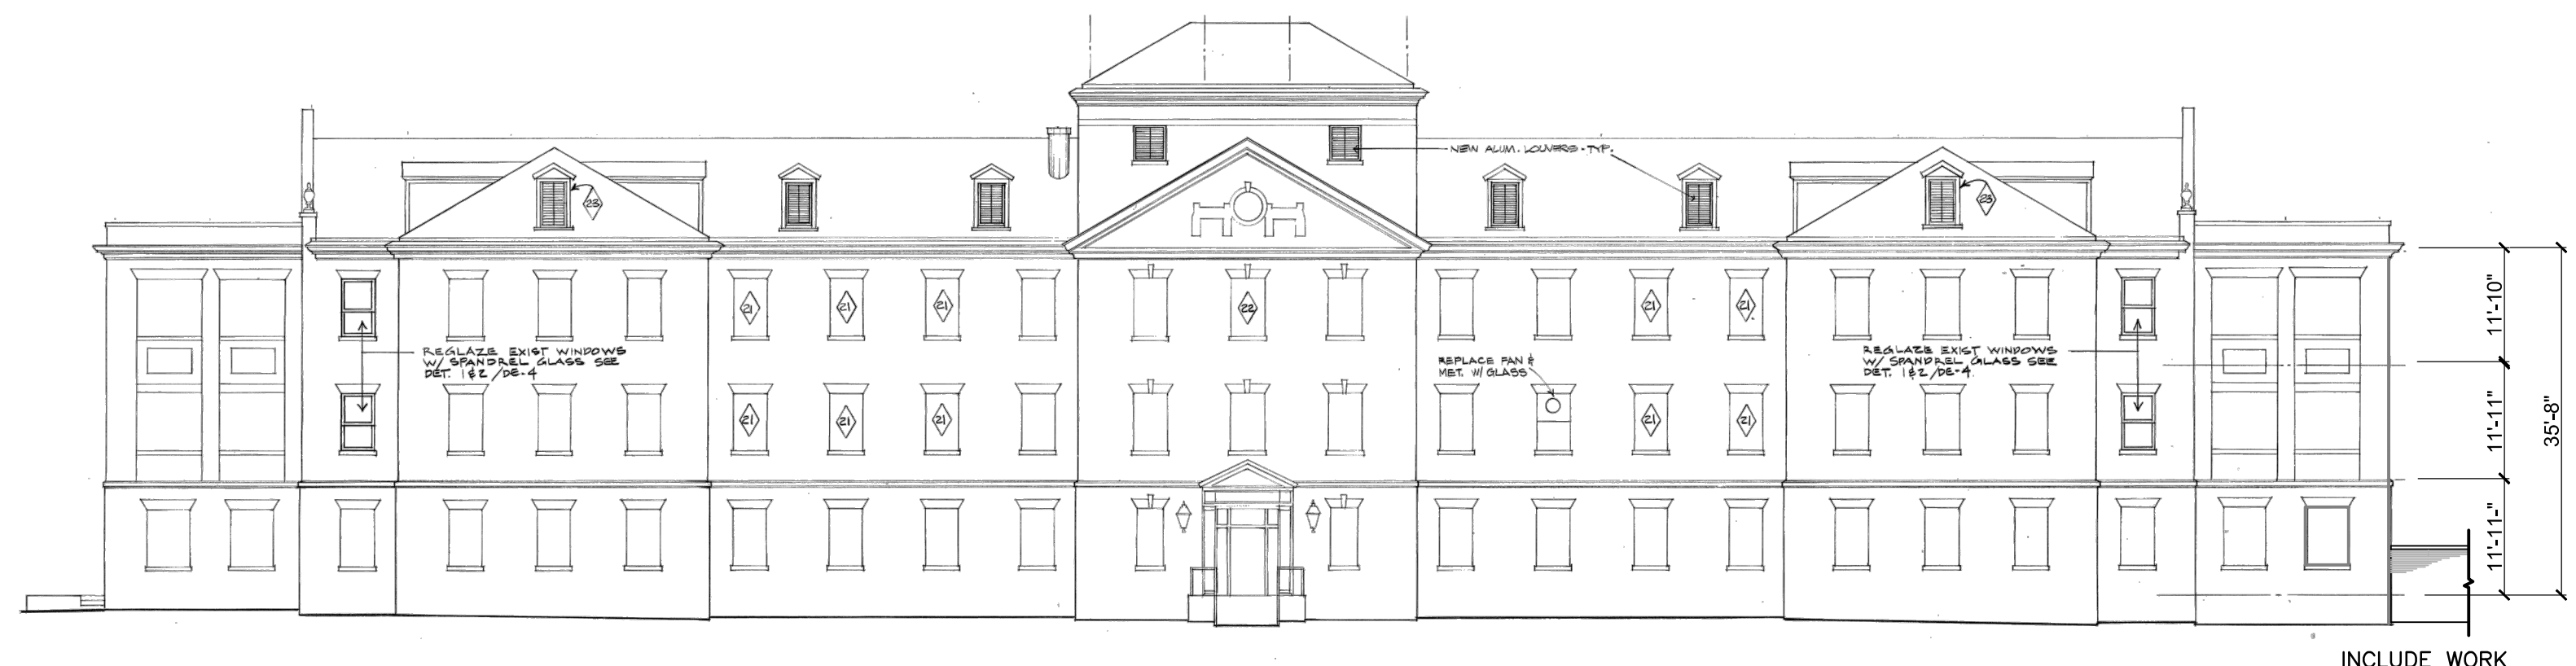 NEW ALUM. LOUVERS - TYP.
23
23
21
21
21
22
21
21
REGLAZE EXIST WINDOWS
W/ SPANDREL GLASS SEE
DET. 1 & 2 / DE-4
REPLACE FAN &
MET. W/ GLASS
REGLAZE EXIST WINDOWS
W/ SPANDREL GLASS SEE
DET. 1 & 2 / DE-4
21
21
21
21
21
11'-10"
11'-11"
11'-11-"
35'-8"
INCLUDE WORK